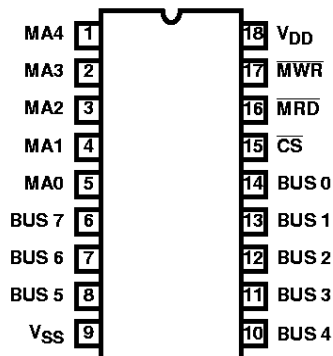 MA4 1 18 VDD
MA3 2 17 MWR
MA2 3 16 MRD
MA1 4 15 CS
MA0 5 14 BUS 0
BUS 7 6 13 BUS 1
BUS 6 7 12 BUS 2
BUS 5 8 11 BUS 3
VSS 9 10 BUS 4